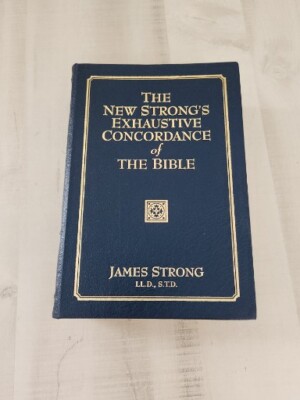 THE
NEW STRONG'S
EXHAUSTIVE
CONCORDANCE
of
THE BIBLE
JAMES STRONG
LL.D., S.T.D.